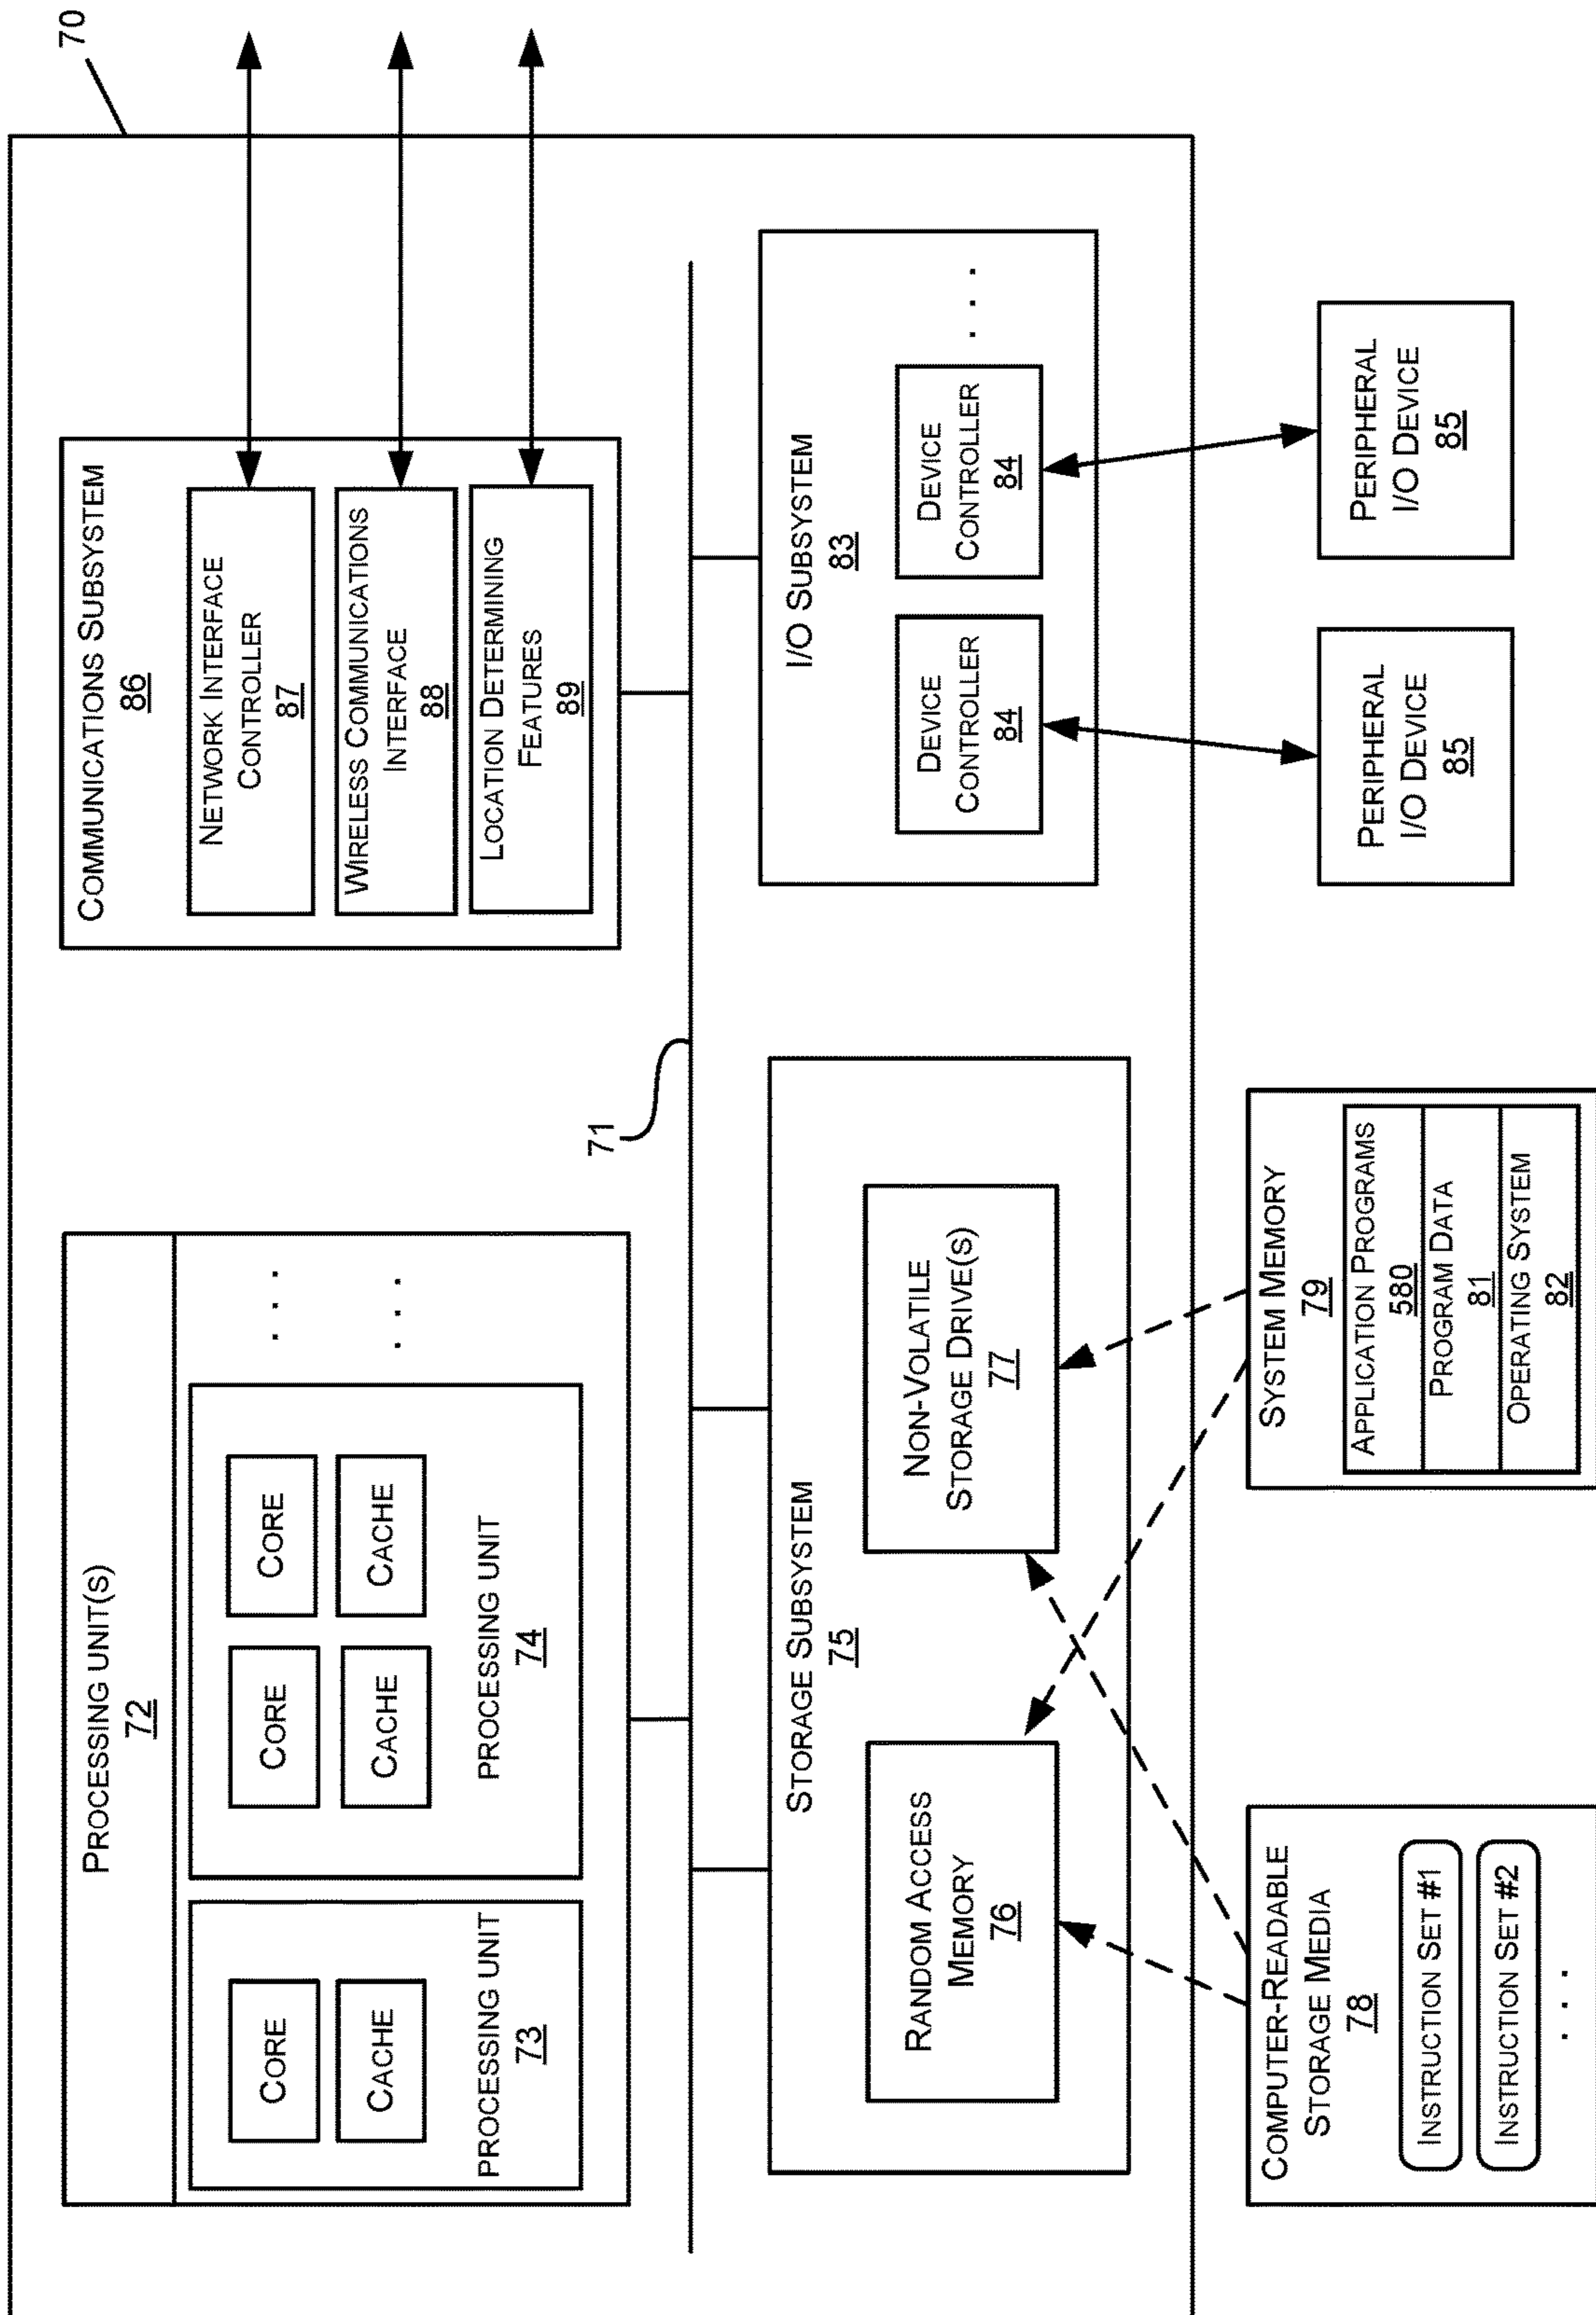 70
PROCESSING UNIT(S)
72
CORE
CACHE
PROCESSING UNIT
73
CORE
CORE
CACHE
CACHE
PROCESSING UNIT
74
. . .
. . .
COMMUNICATIONS SUBSYSTEM
86
NETWORK INTERFACE
CONTROLLER
87
WIRELESS COMMUNICATIONS
INTERFACE
88
LOCATION DETERMINING
FEATURES
89
71
STORAGE SUBSYSTEM
75
RANDOM ACCESS
MEMORY
76
NON-VOLATILE
STORAGE DRIVE(S)
77
I/O SUBSYSTEM
83
DEVICE
CONTROLLER
84
DEVICE
CONTROLLER
84
. . .
COMPUTER-READABLE
STORAGE MEDIA
78
INSTRUCTION SET #1
INSTRUCTION SET #2
. . .
SYSTEM MEMORY
79
APPLICATION PROGRAMS
580
PROGRAM DATA
81
OPERATING SYSTEM
82
PERIPHERAL
I/O DEVICE
85
PERIPHERAL
I/O DEVICE
85